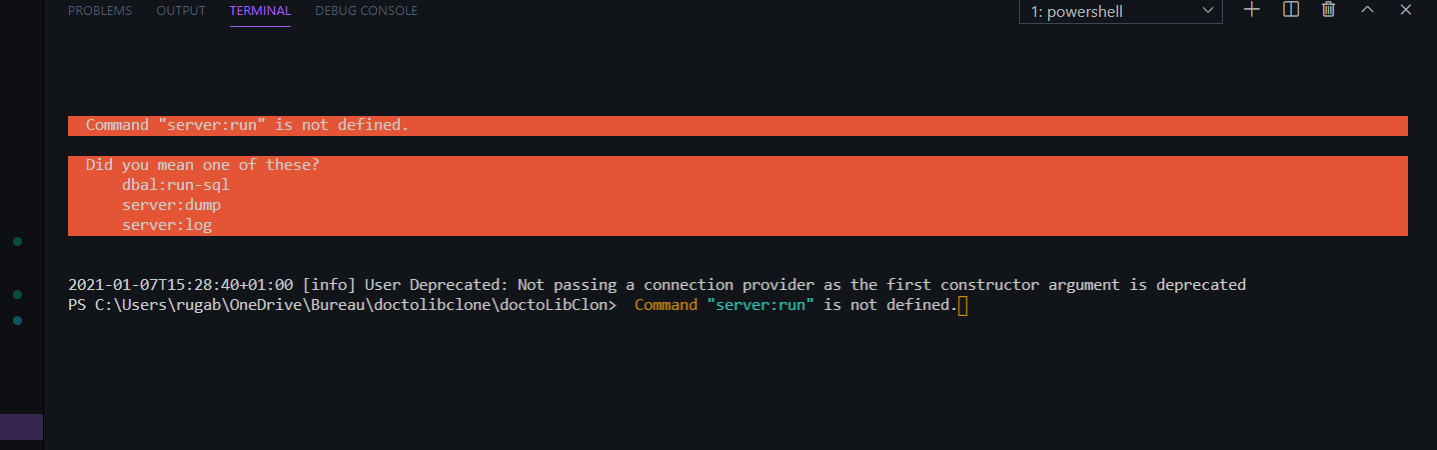 PROBLEMS OUTPUT TERMINAL DEBUG CONSOLE 1: powershell
Command "server:run" is not defined.
Did you mean one of these?
dbal:run-sql
server:dump
server:log
2021-01-07T15:28:40+01:00 [info] User Deprecated: Not passing a connection provider as the first constructor argument is deprecated
PS C:\Users\rugab\OneDrive\Bureau\doctolibclone\doctoLibClon> Command "server:run" is not defined.